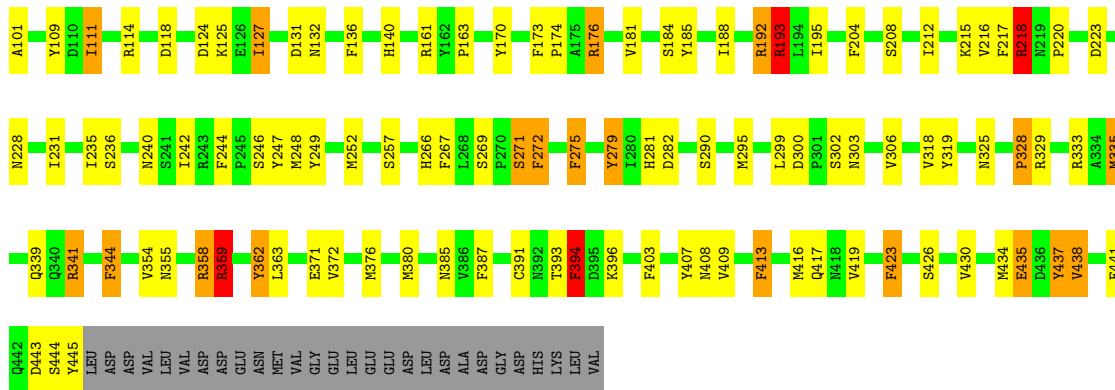 A101 Y109 D110 I111 R114 D118 D124 K125 E126 I127 D131 N132 F136 H140 R161 Y162 P163 Y170 F173 P174 A175 R176 V181 S184 Y185 I188 R192 R193 L194 I195 F204 S208 I212 K215 V216 F217 R218 N219 P220 D223
N228 I231 I235 S236 N240 S241 I242 R243 F244 P245 S246 Y247 M248 Y249 M252 S257 H266 F267 L268 S269 P270 S271 F272 F275 Y279 I280 H281 D282 S290 M295 L299 D300 P301 S302 N303 V306 V318 Y319 N325 P328 R329 R333 A334 M335
Q339 Q340 R341 F344 V354 N355 R358 R359 Y362 L363 E371 V372 M376 M380 N385 V386 F387 C391 N392 T393 F394 D395 K396 F403 Y407 N408 V409 F413 M416 Q417 N418 V419 F423 S426 V430 M434 E435 D436 Y437 V438
Q442 D443 S444 Y445 LEU ASP ASP VAL LEU VAL ASP ASP GLU ASN MET VAL GLY GLU LEU GLU GLU ASP LEU ASP ALA ASP GLY ASP HIS LYS LEU VAL